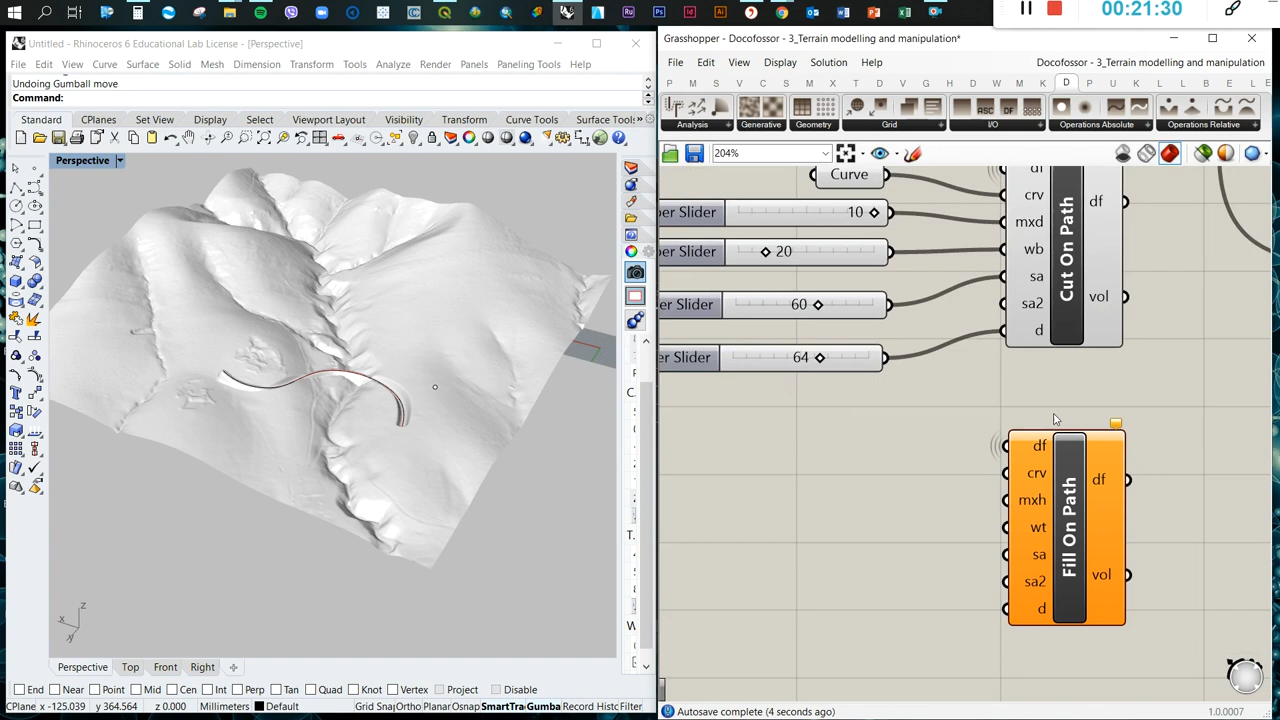 00:21:30
Untitled - Rhinoceros 6 Educational Lab License - [Perspective]
File Edit View Curve Surface Solid Mesh Dimension Transform Tools Analyze Render Panels Paneling Tools Help
Undoing Gumball move
Command:
Standard CPlanes Set View Display Select Viewport Layout Visibility Transform Curve Tools Surface Tools
Perspective
z
x
y
Perspective Top Front Right
End Near Point Mid Cen Int Perp Tan Quad Knot Vertex Project Disable
CPlane x -125.039 y 364.564 z 0.000 Millimeters Default Grid Snap Ortho Planar Osnap SmartTrack Gumball Record History Filter
Grasshopper - Docofossor - 3_Terrain modelling and manipulation*
File Edit View Display Solution Help Docofossor - 3_Terrain modelling and manipulation
P M S V C S M I T D V G F W M K D L P U W K
ASC DF
Analysis Generative Geometry Grid I/O Operations Absolute Operations Relative
204%
Curve
er Slider 10
er Slider 20
er Slider 60
er Slider 64
df
crv
mxd
wb
sa
sa2
d
Cut On Path
df
vol
df
crv
mxh
wt
sa
sa2
d
Fill On Path
df
vol
Autosave complete (4 seconds ago)
1.0.0007